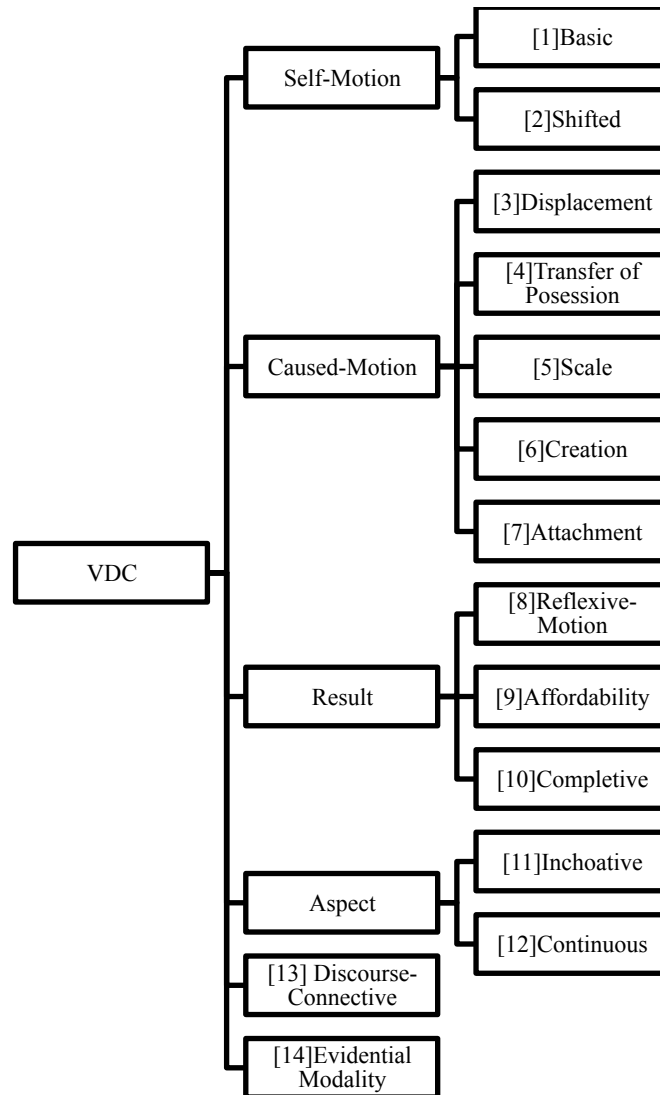 [1]Basic
Self-Motion
[2]Shifted
[3]Displacement
[4]Transfer of
Posession
Caused-Motion
[5]Scale
[6]Creation
[7]Attachment
VDC
[8]Reflexive-
Motion
Result
[9]Affordability
[10]Completive
[11]Inchoative
Aspect
[12]Continuous
[13] Discourse-
Connective
[14]Evidential
Modality